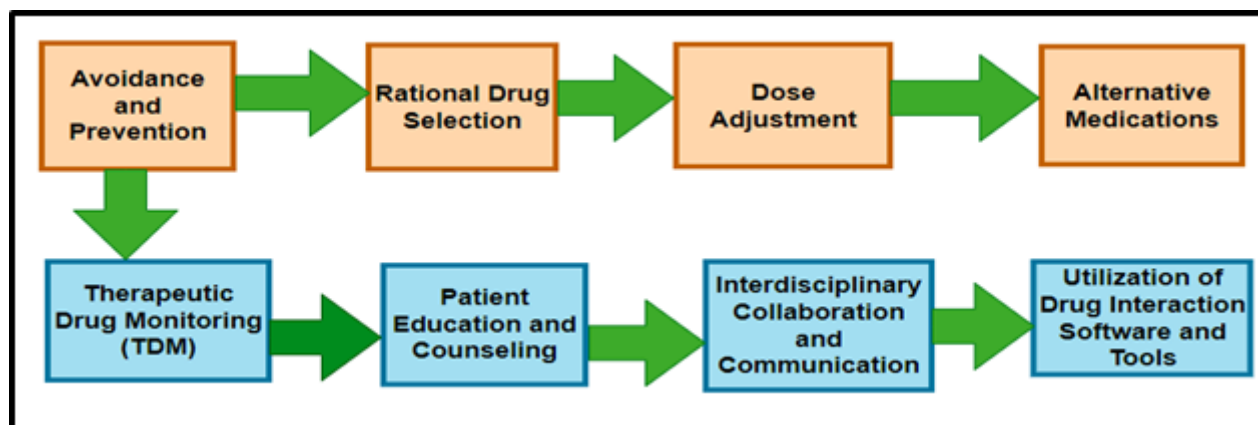 Avoidance
and
Prevention
Rational Drug
Selection
Dose
Adjustment
Alternative
Medications
Therapeutic
Drug Monitoring
(TDM)
Patient
Education and
Counseling
Interdisciplinary
Collaboration
and
Communication
Utilization of
Drug Interaction
Software and
Tools